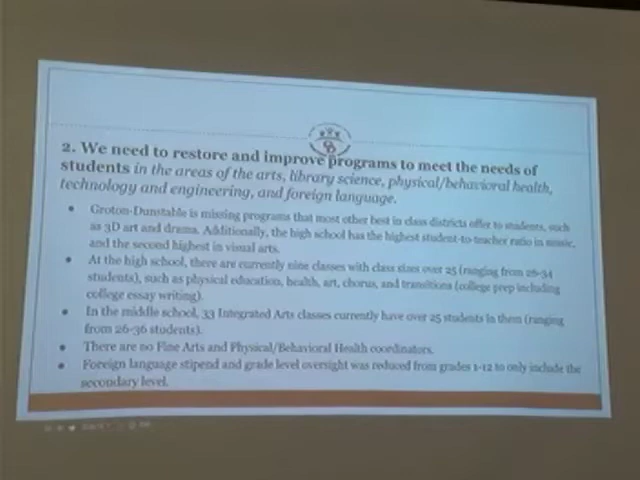 2. We need to restore and improve programs to meet the needs of
students in the areas of the arts, library science, physical/behavioral health,
technology and engineering, and foreign language.
Groton-Dunstable is missing programs that most other best in class districts offer to students, such
as 3D art and drama. Additionally, the high school has the highest student-to-teacher ratio in music,
and the second highest in visual arts.
At the high school, there are currently nine classes with class sizes over 25 (ranging from 26-34
students), such as physical education, health, art, chorus, and transitions (college prep including
college essay writing).
In the middle school, 33 Integrated Arts classes currently have over 25 students in them (ranging
from 26-36 students).
There are no Fine Arts and Physical/Behavioral Health coordinators.
Foreign language stipend and grade level oversight was reduced from grades 1-12 to only include the
secondary level.